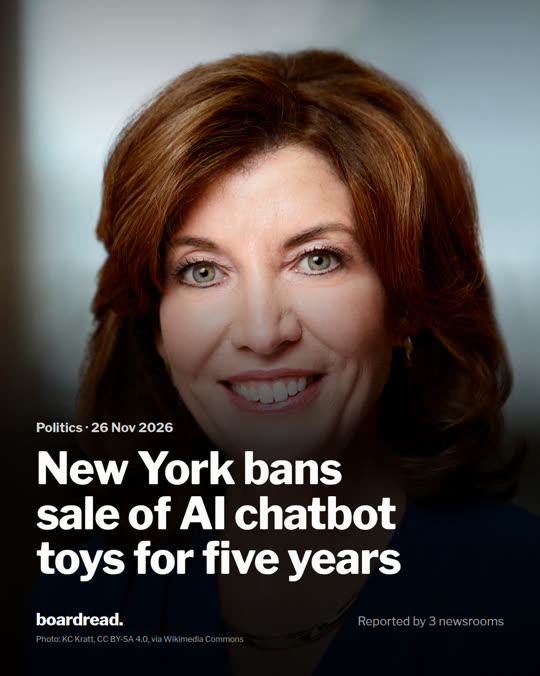 Politics · 26 Nov 2026
New York bans
sale of AI chatbot
toys for five years
boardread.
Reported by 3 newsrooms
Photo: KC Kratt, CC BY-SA 4.0, via Wikimedia Commons